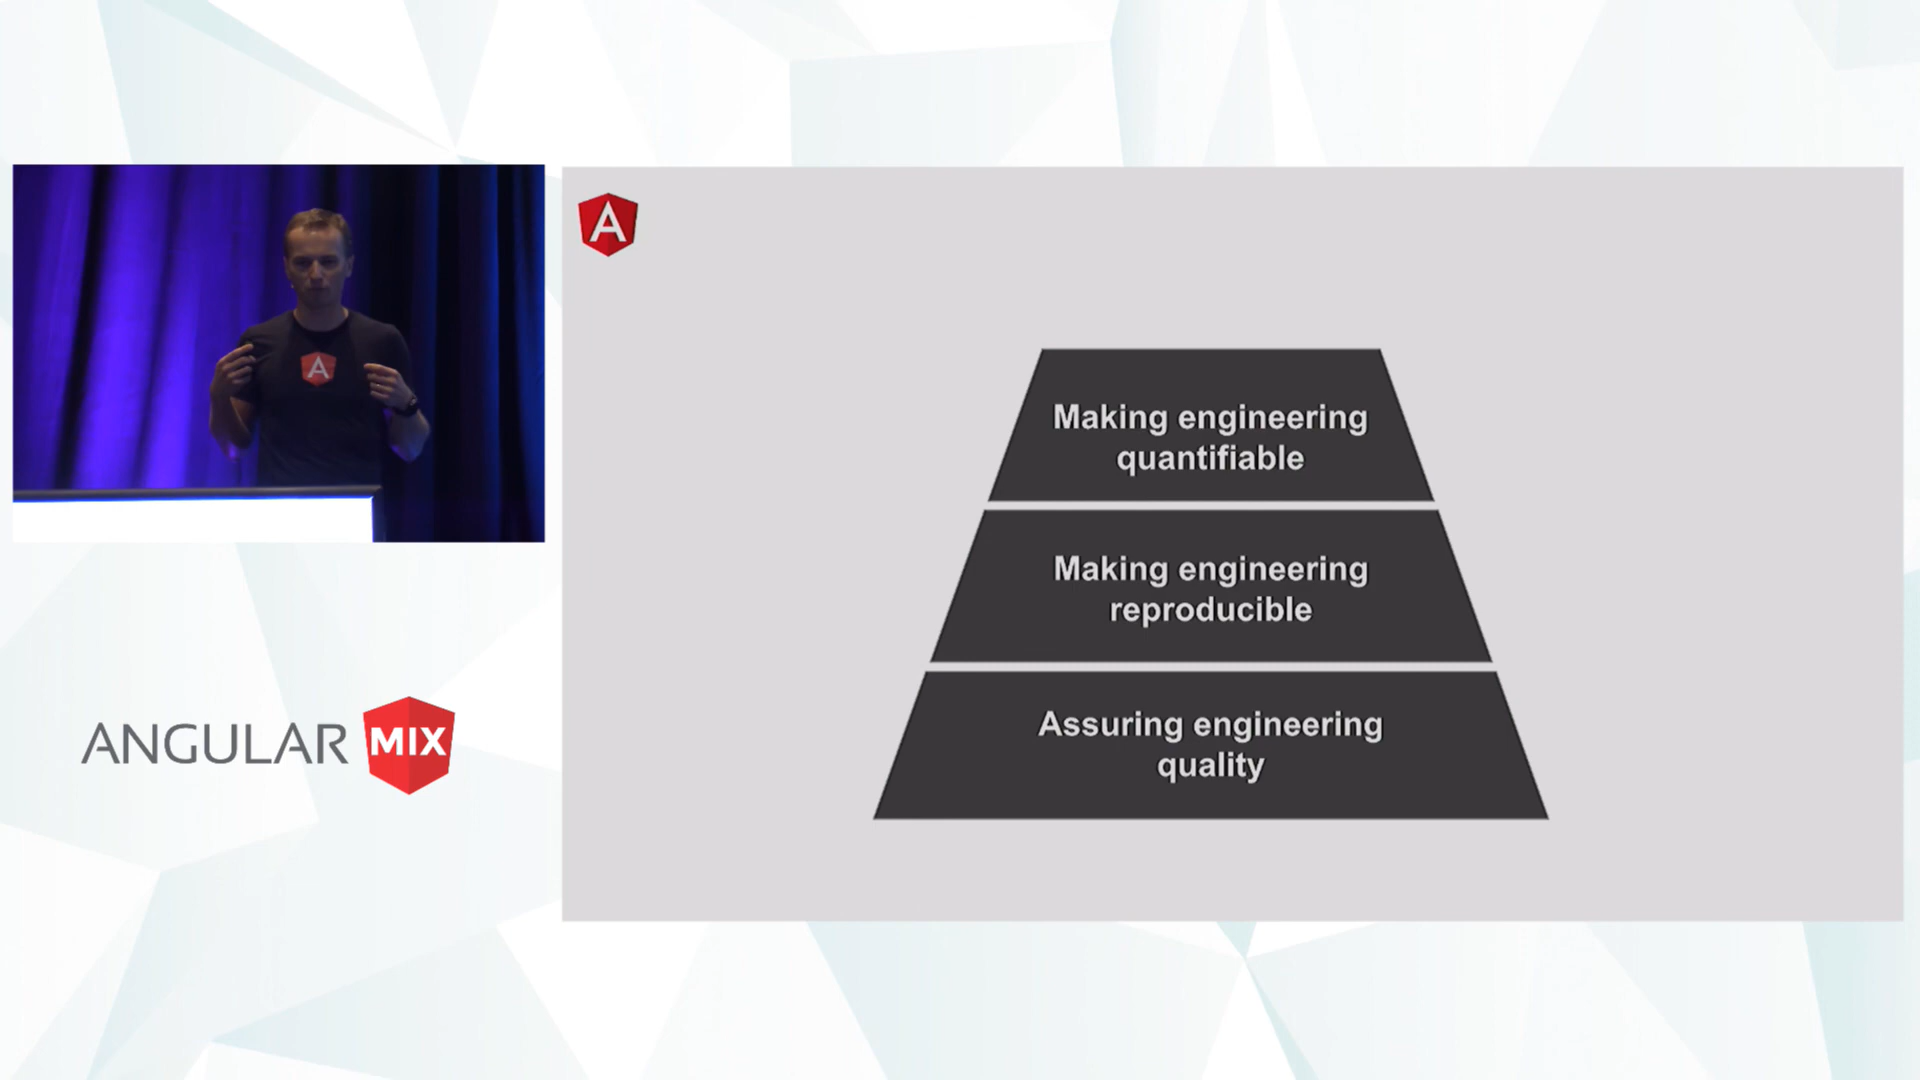 A
Making engineering
quantifiable
Making engineering
reproducible
Assuring engineering
quality
A
ANGULAR MIX